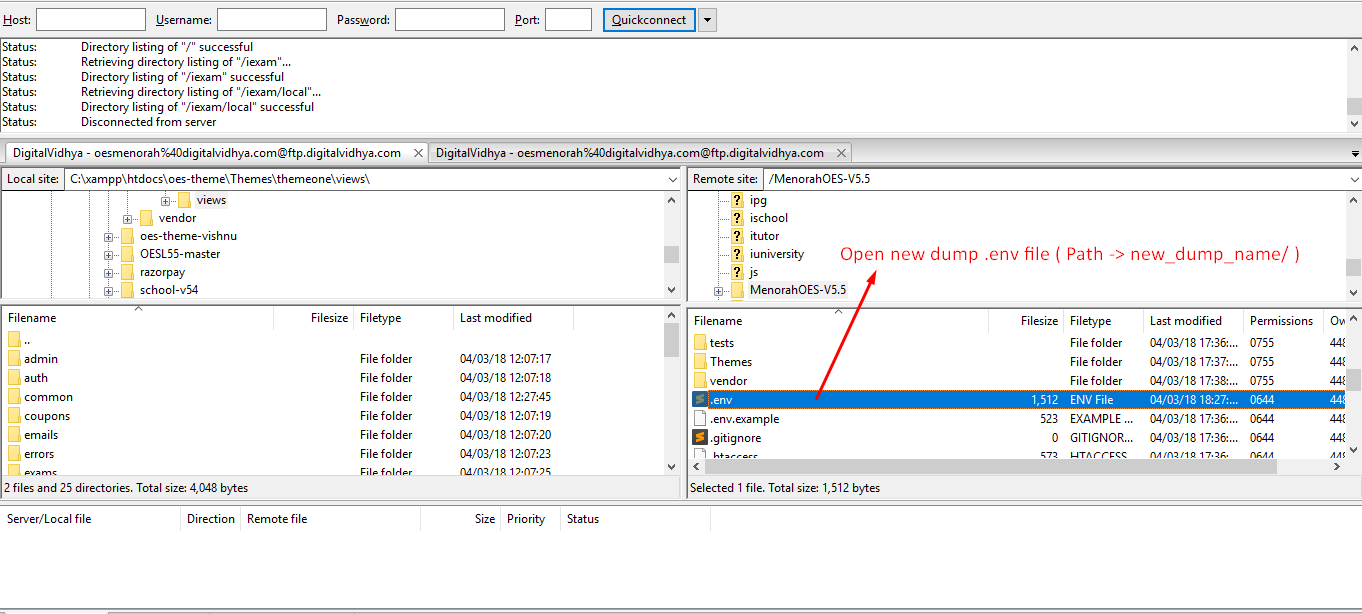 Host: Username: Password: Port: Quickconnect
Status: Directory listing of "/" successful
Status: Retrieving directory listing of "/iexam"...
Status: Directory listing of "/iexam" successful
Status: Retrieving directory listing of "/iexam/local"...
Status: Directory listing of "/iexam/local" successful
Status: Disconnected from server
DigitalVidhya - oesmenorah%40digitalvidhya.com@ftp.digitalvidhya.com DigitalVidhya - oesmenorah%40digitalvidhya.com@ftp.digitalvidhya.com
Local site: C:\xampp\htdocs\oes-theme\Themes\themeone\views\
views
vendor
oes-theme-vishnu
OESL55-master
razorpay
school-v54
Filename Filesize Filetype Last modified
..
admin File folder 04/03/18 12:07:17
auth File folder 04/03/18 12:07:18
common File folder 04/03/18 12:27:45
coupons File folder 04/03/18 12:07:19
emails File folder 04/03/18 12:07:20
errors File folder 04/03/18 12:07:23
exams File folder 04/03/18 12:07:25
2 files and 25 directories. Total size: 4,048 bytes
Remote site: /MenorahOES-V5.5
ipg
ischool
itutor
iuniversity
js
MenorahOES-V5.5
Open new dump .env file ( Path -> new_dump_name/ )
Filename Filesize Filetype Last modified Permissions Ow
tests File folder 04/03/18 17:36:... 0755 448
Themes File folder 04/03/18 17:37:... 0755 448
vendor File folder 04/03/18 17:38:... 0755 448
.env 1,512 ENV File 04/03/18 18:27:... 0644 448
.env.example 523 EXAMPLE ... 04/03/18 17:36:... 0644 448
.gitignore 0 GITIGNOR... 04/03/18 17:36:... 0644 448
.htaccess 573 HTACCESS 04/03/18 17:36:... 0644 448
Selected 1 file. Total size: 1,512 bytes
Server/Local file Direction Remote file Size Priority Status